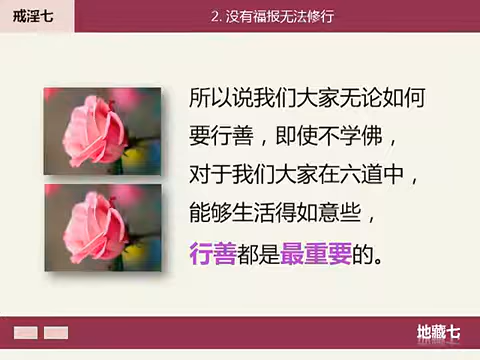 戒淫七
2. 没有福报无法修行
所以说我们大家无论如何
要行善，即使不学佛，
对于我们大家在六道中，
能够生活得如意些，
行善都是最重要的。
地藏七